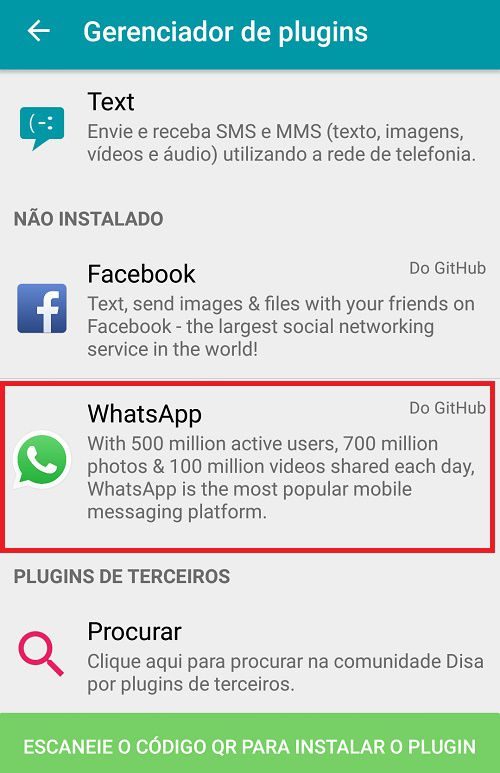 Gerenciador de plugins
Text
Envie e receba SMS e MMS (texto, imagens,
vídeos e áudio) utilizando a rede de telefonia.
NÃO INSTALADO
Facebook
Do GitHub
Text, send images & files with your friends on
Facebook - the largest social networking
service in the world!
WhatsApp
Do GitHub
With 500 million active users, 700 million
photos & 100 million videos shared each day,
WhatsApp is the most popular mobile
messaging platform.
PLUGINS DE TERCEIROS
Procurar
Clique aqui para procurar na comunidade Disa
por plugins de terceiros.
ESCANEIE O CÓDIGO QR PARA INSTALAR O PLUGIN